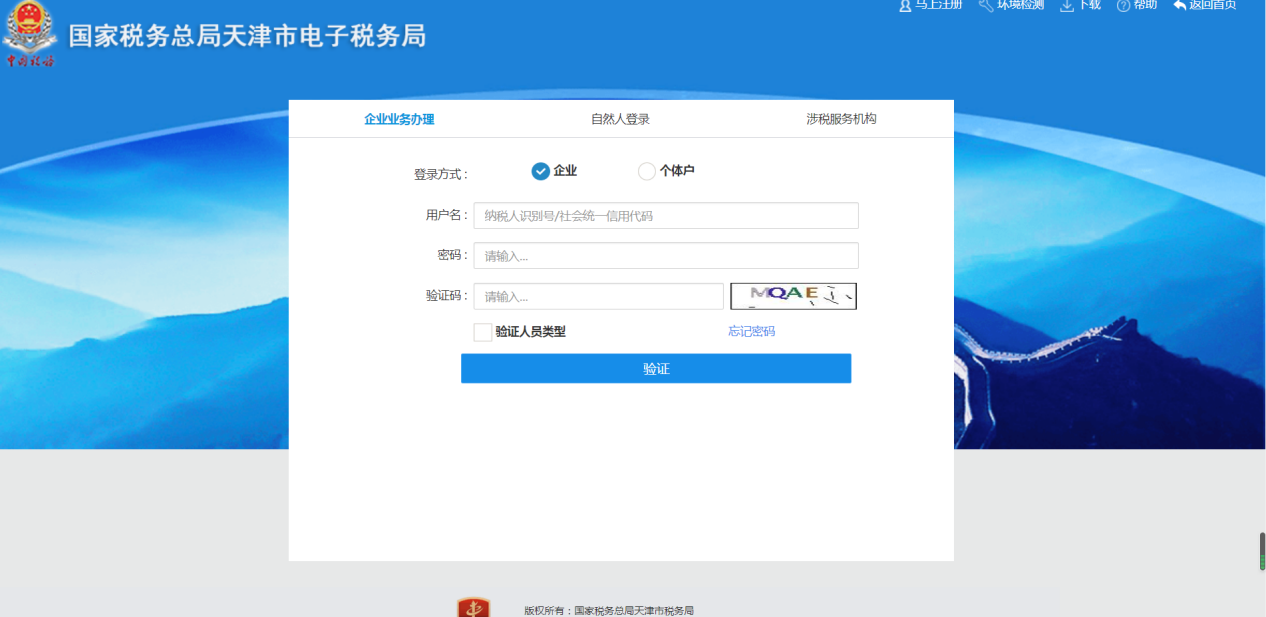 马上注册 环境检测 下载 帮助 返回首页
国家税务总局天津市电子税务局
中国税务
企业业务办理 自然人登录 涉税服务机构
登录方式： 企业 个体户
用户名： 纳税人识别号/社会统一信用代码
密码： 请输入...
验证码： 请输入... MQAE
验证人员类型 忘记密码
验证
版权所有：国家税务总局天津市税务局